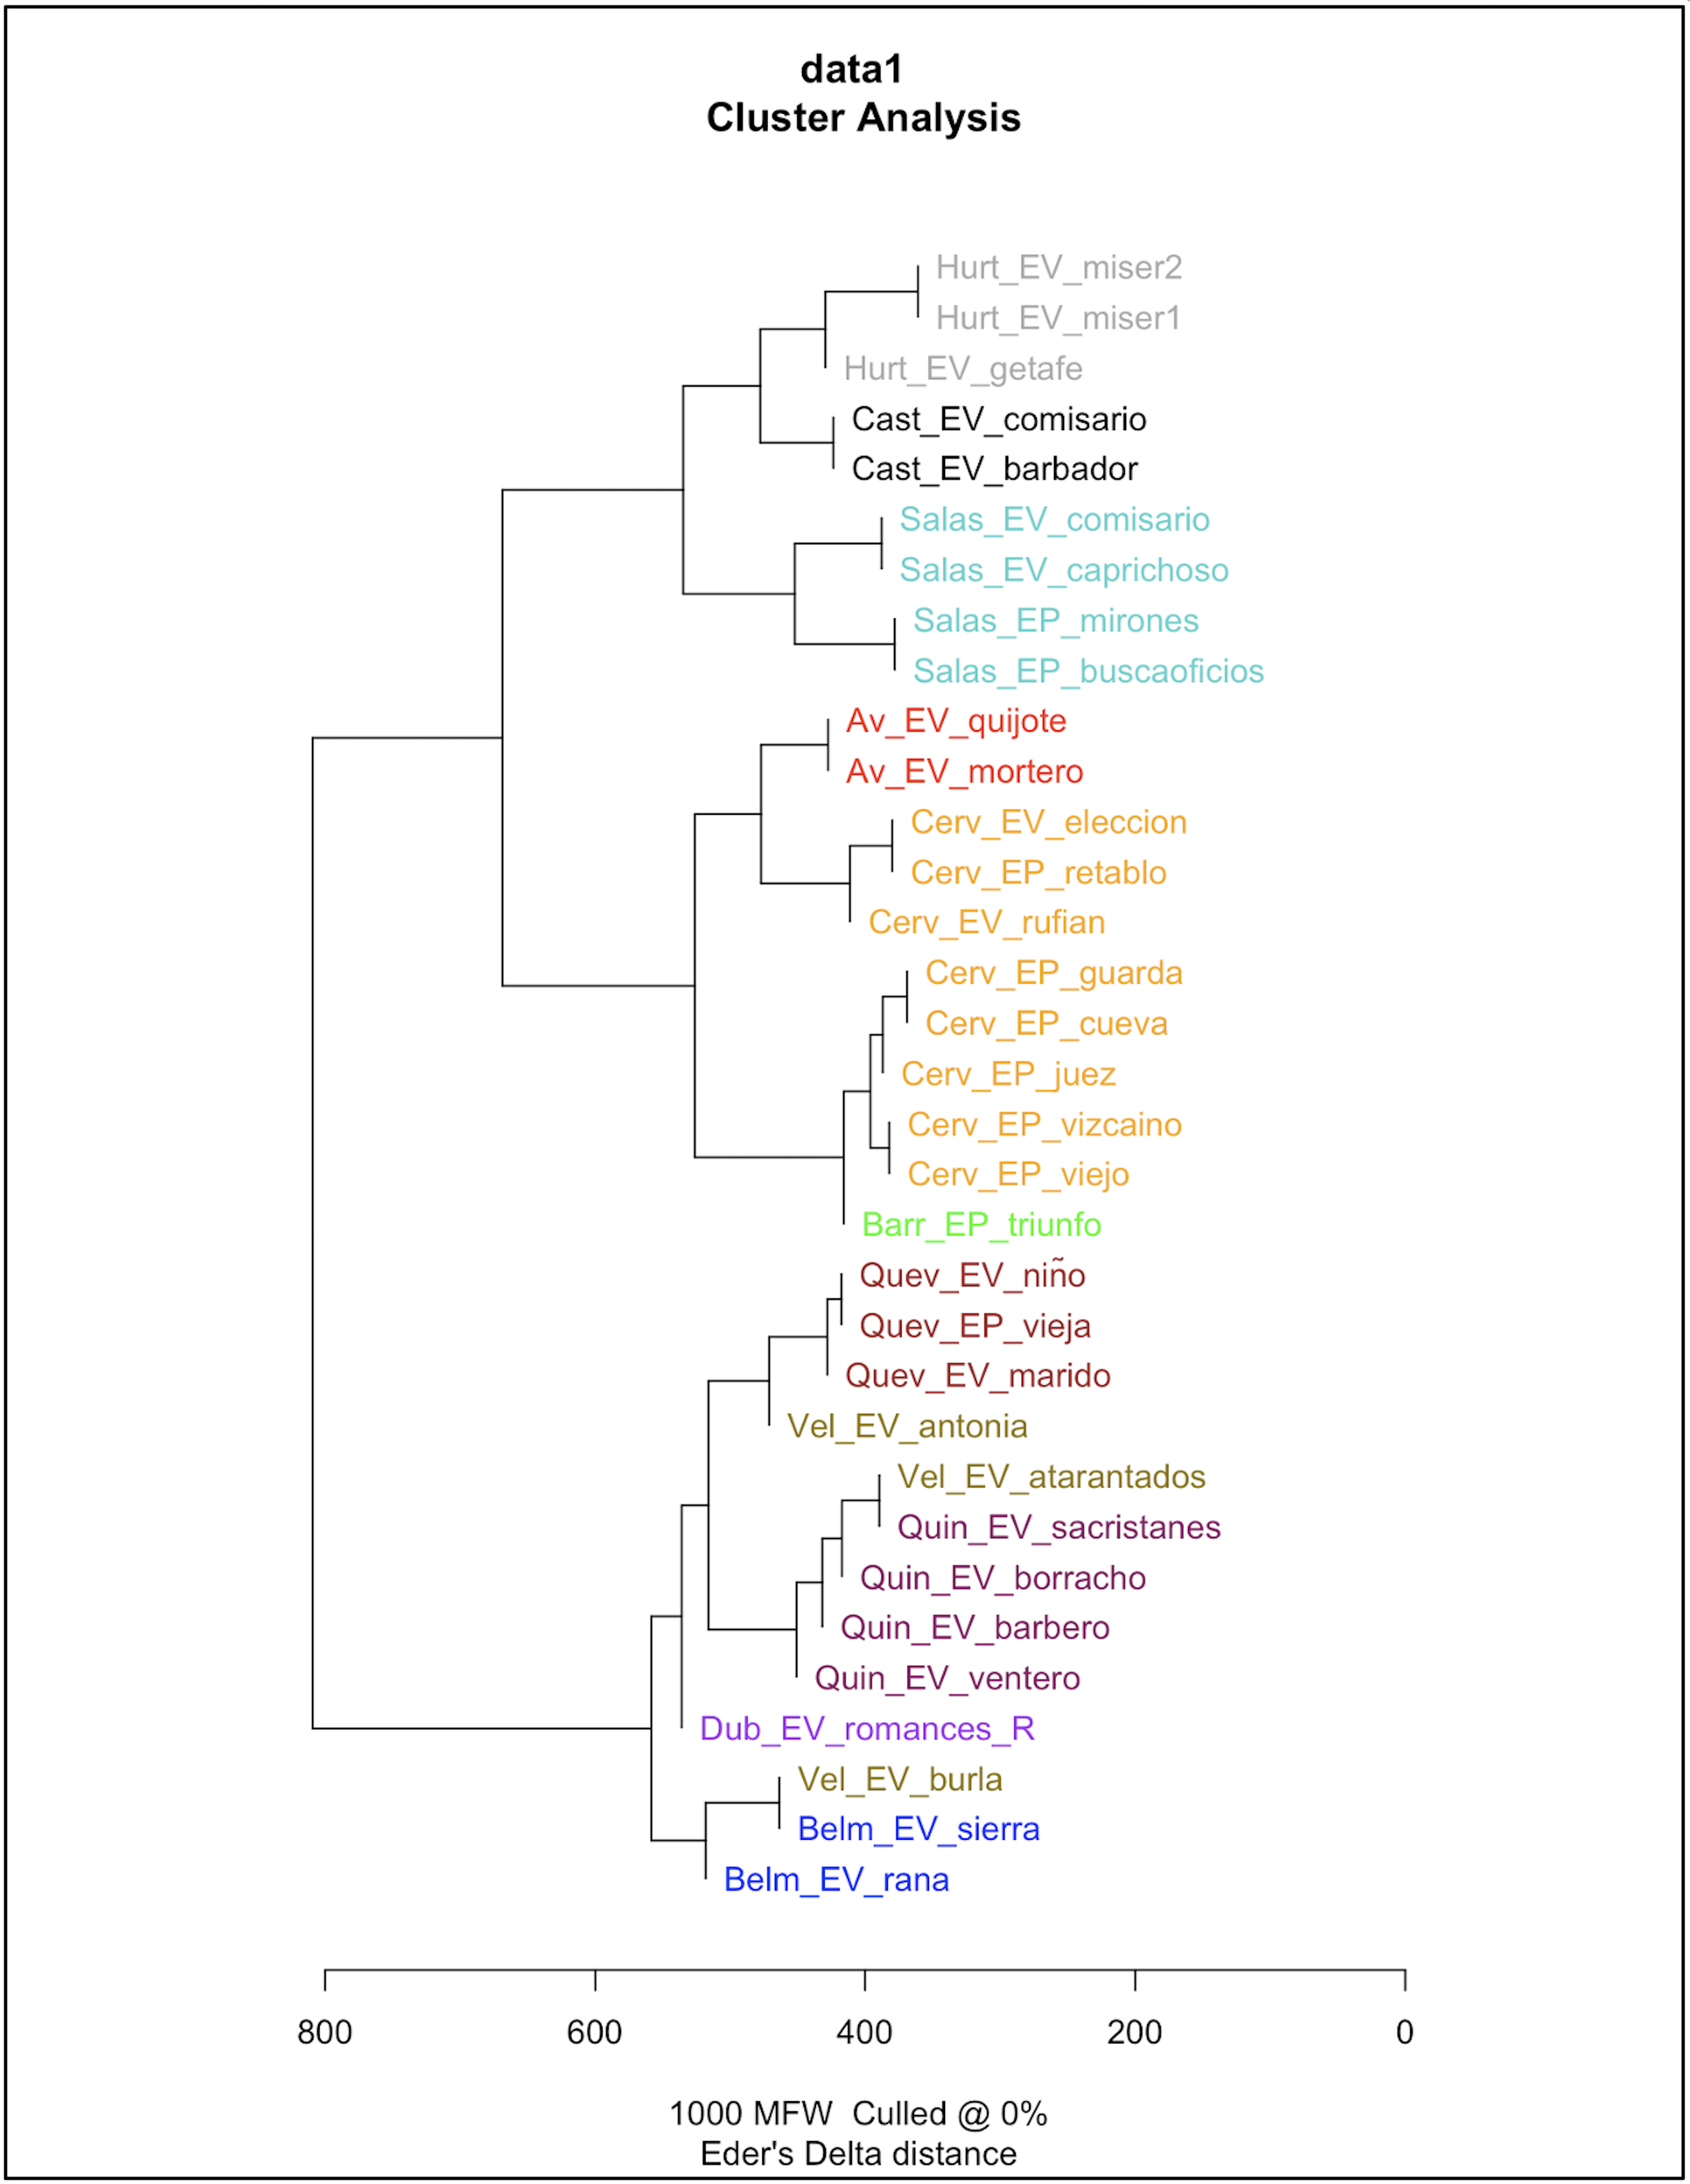 data1
Cluster Analysis
Hurt_EV_miser2
Hurt_EV_miser1
Hurt_EV_getafe
Cast_EV_comisario
Cast_EV_barbador
Salas_EV_comisario
Salas_EV_caprichoso
Salas_EP_mirones
Salas_EP_buscaoficios
Av_EV_quijote
Av_EV_mortero
Cerv_EV_eleccion
Cerv_EP_retablo
Cerv_EV_rufian
Cerv_EP_guarda
Cerv_EP_cueva
Cerv_EP_juez
Cerv_EP_vizcaino
Cerv_EP_viejo
Barr_EP_triunfo
Quev_EV_niño
Quev_EP_vieja
Quev_EV_marido
Vel_EV_antonia
Vel_EV_atarantados
Quin_EV_sacristanes
Quin_EV_borracho
Quin_EV_barbero
Quin_EV_ventero
Dub_EV_romances_R
Vel_EV_burla
Belm_EV_sierra
Belm_EV_rana
800 600 400 200 0
1000 MFW Culled @ 0%
Eder's Delta distance